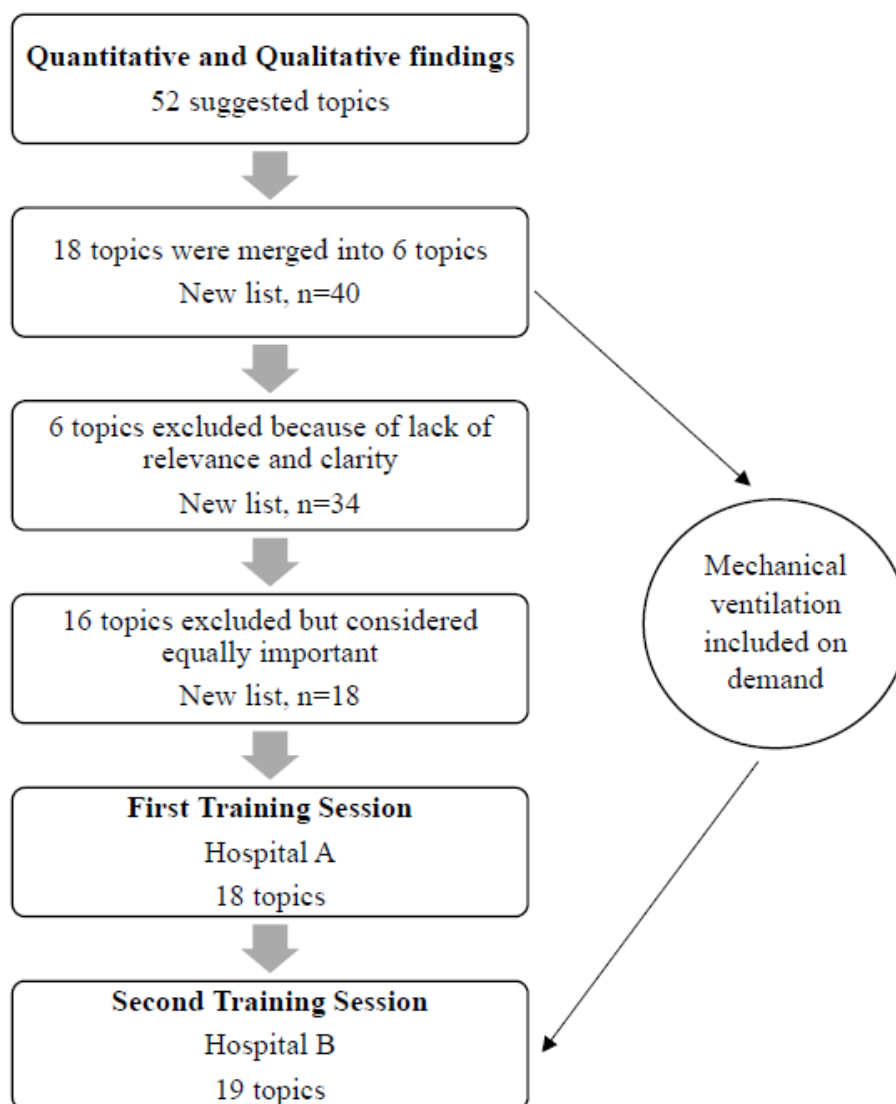 Quantitative and Qualitative findings
52 suggested topics
18 topics were merged into 6 topics
New list, n=40
6 topics excluded because of lack of
relevance and clarity
New list, n=34
16 topics excluded but considered
equally important
New list, n=18
Mechanical
ventilation
included on
demand
First Training Session
Hospital A
18 topics
Second Training Session
Hospital B
19 topics